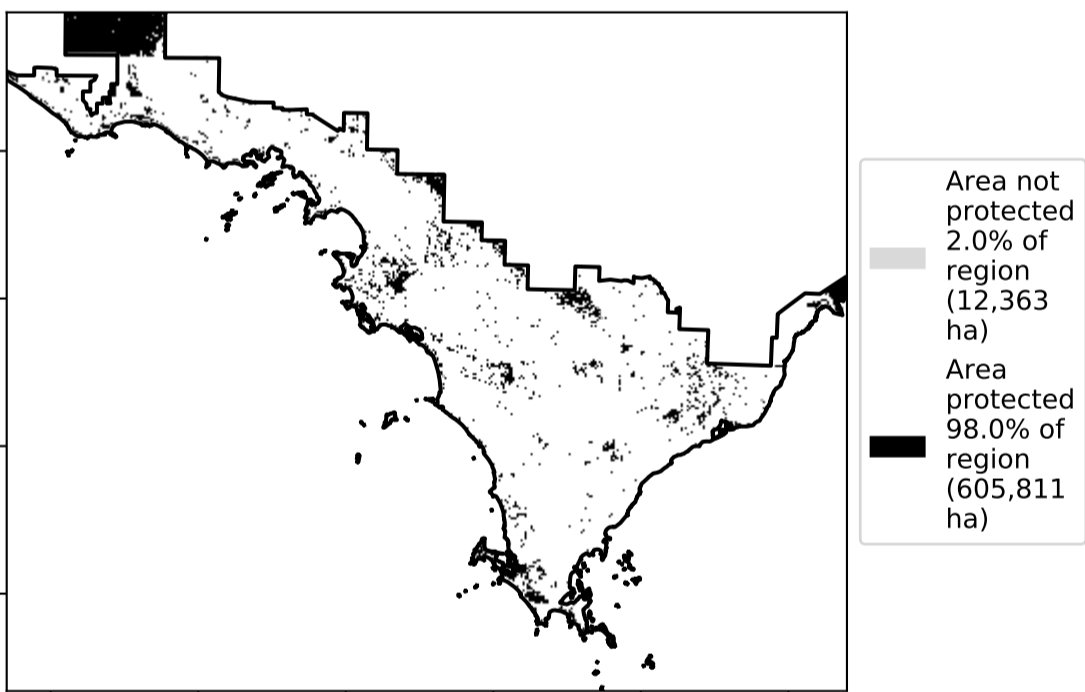 Area not
protected
2.0% of
region
(12,363
ha)
Area
protected
98.0% of
region
(605,811
ha)